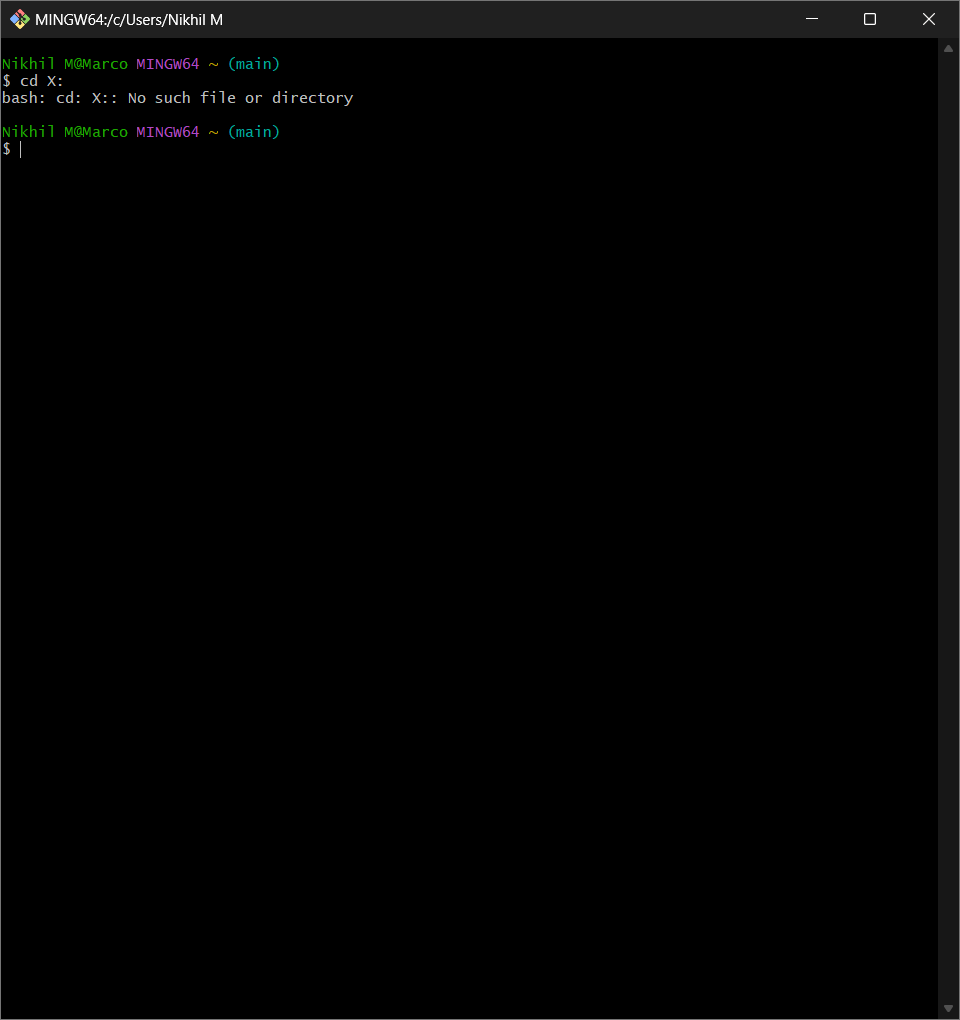 MINGW64:/c/Users/Nikhil M
Nikhil M@Marco MINGW64 ~ (main)
$ cd X:
bash: cd: X:: No such file or directory
Nikhil M@Marco MINGW64 ~ (main)
$